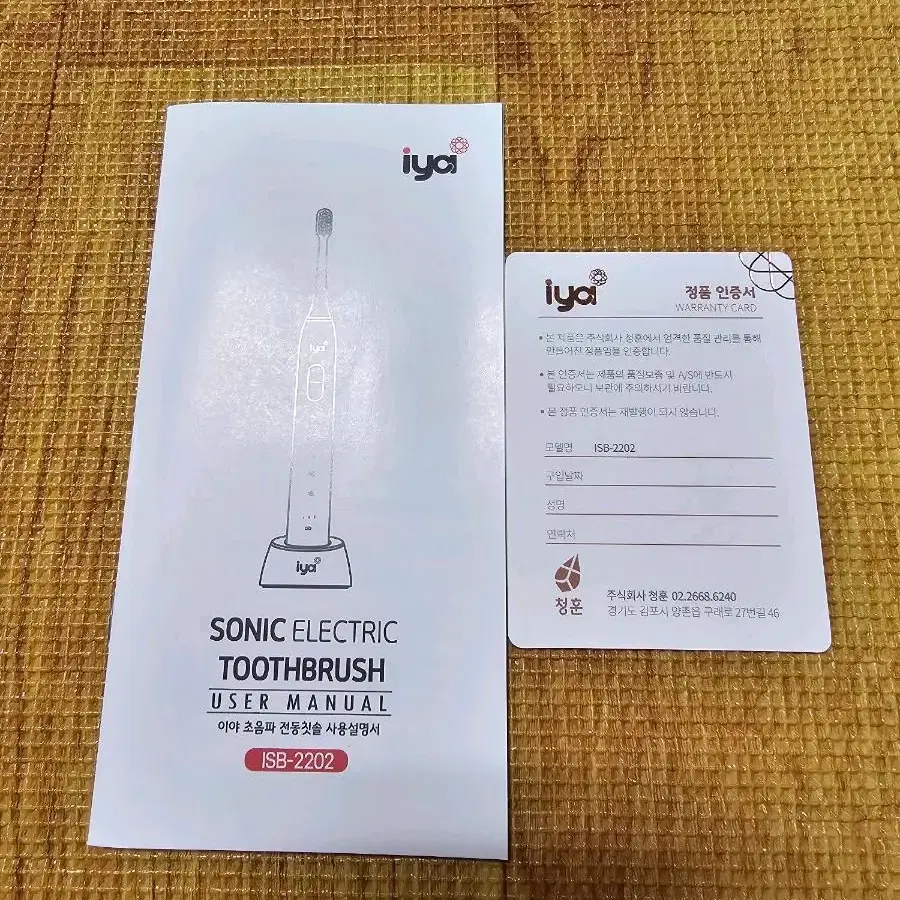 iya
iya
iya
SONIC ELECTRIC
TOOTHBRUSH
USER MANUAL
이야 초음파 전동칫솔 사용설명서
ISB-2202
iya
정품 인증서
WARRANTY CARD
• 본 제품은 주식회사 청훈에서 엄격한 품질 관리를 통해
만들어진 정품임을 인증합니다.
• 본 인증서는 제품의 품질보증 및 A/S에 반드시
필요하오니 보관에 주의하시기 바랍니다.
• 본 정품 인증서는 재발행이 되지 않습니다.
모델명 ISB-2202
구입날짜
성명
연락처
청훈
주식회사 청훈 02.2668.6240
경기도 김포시 양촌읍 구래로 27번길 46